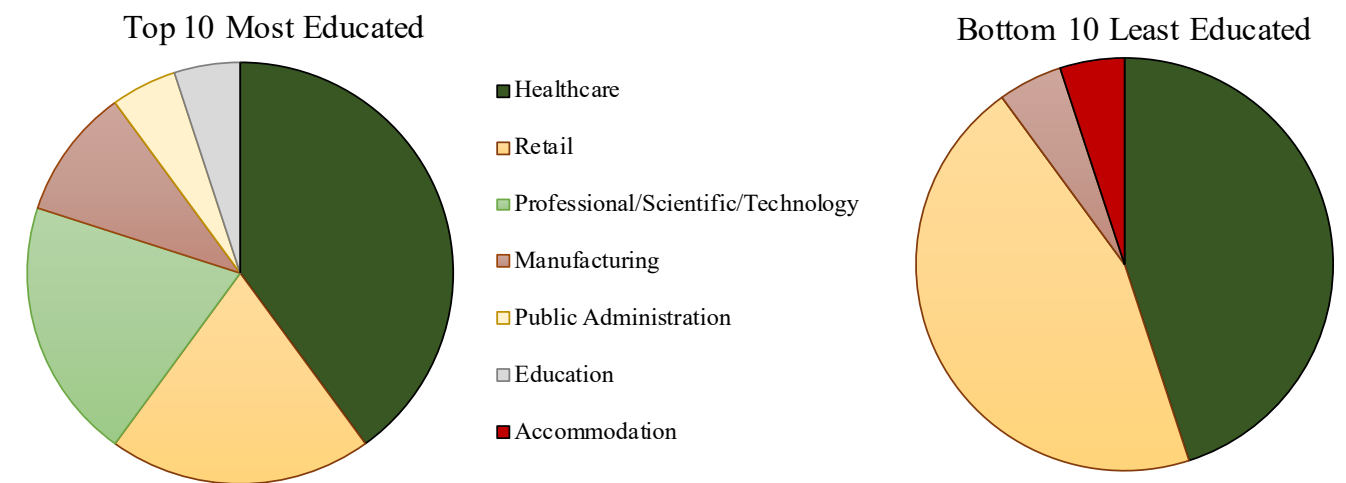 Top 10 Most Educated
Healthcare
Retail
Professional/Scientific/Technology
Manufacturing
Public Administration
Education
Accommodation
Bottom 10 Least Educated